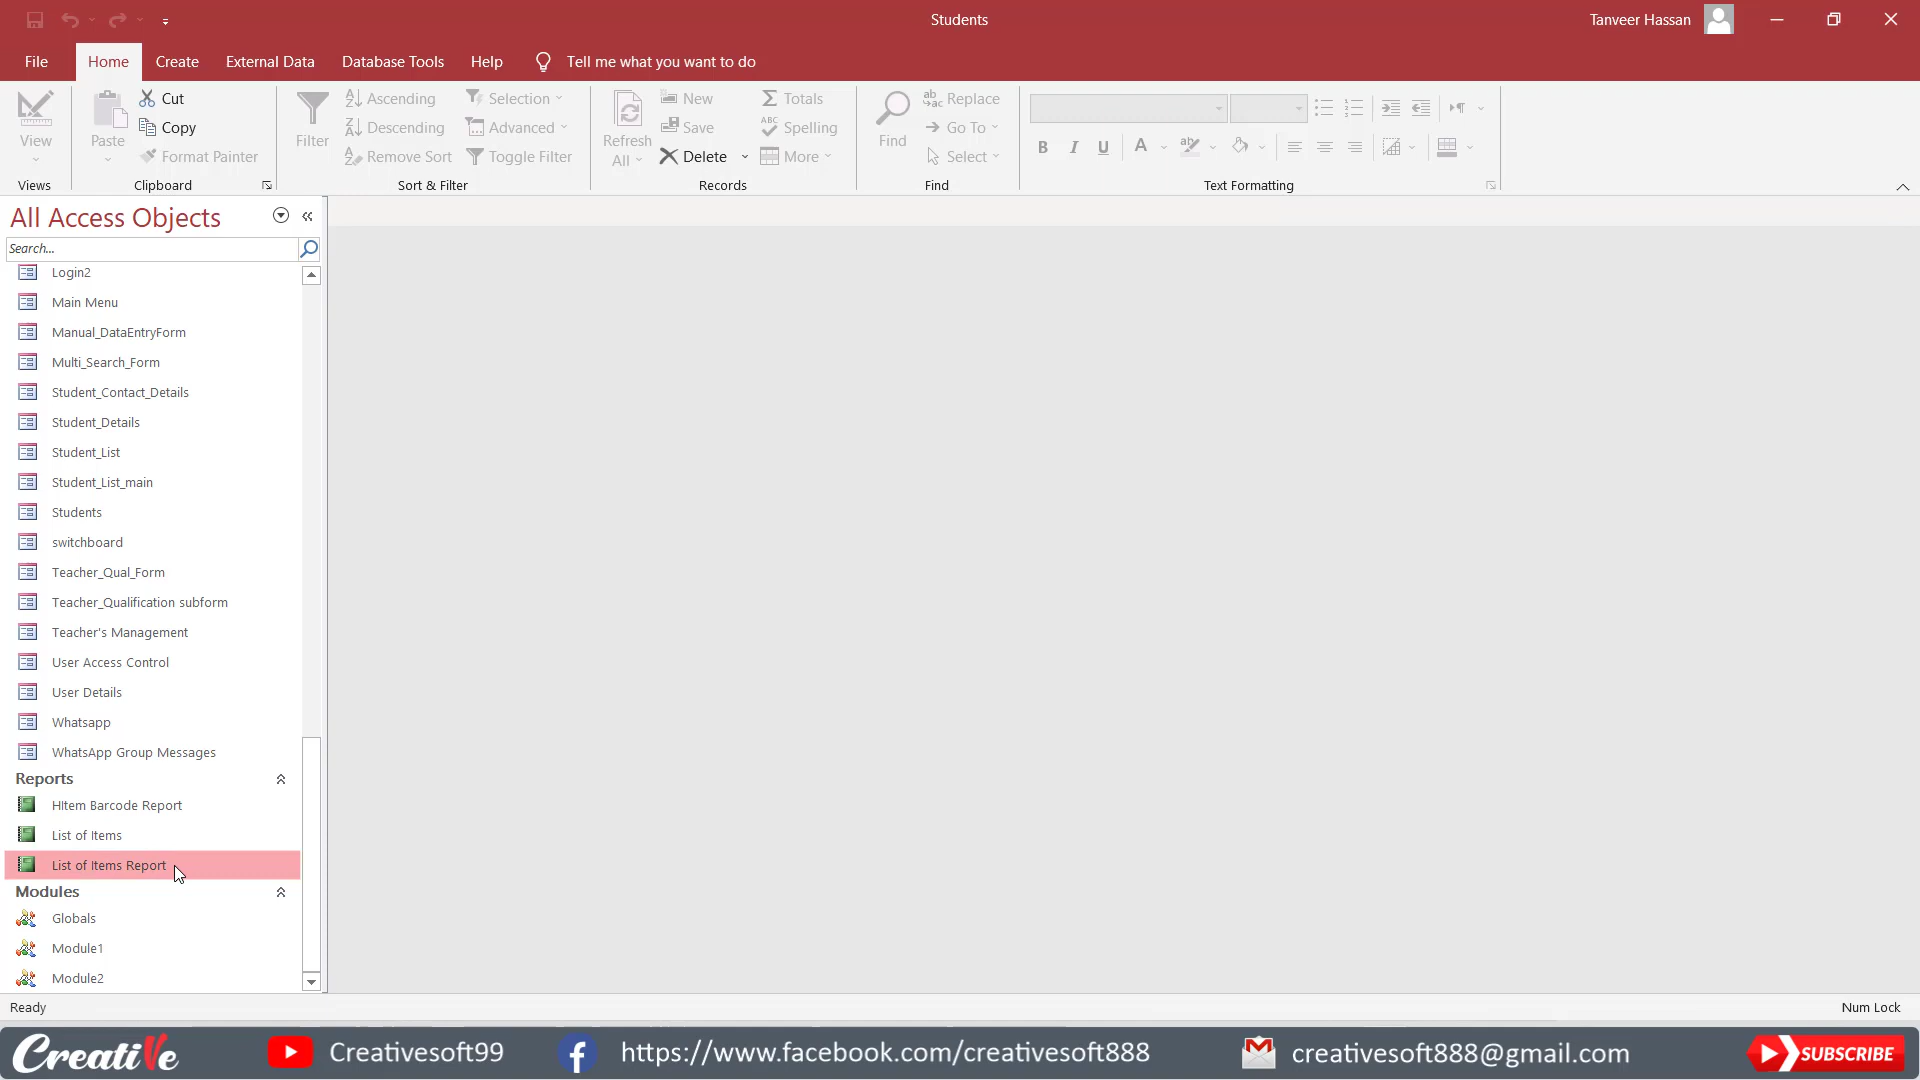 Students
Tanveer Hassan
File
Home
Create
External Data
Database Tools
Help
Tell me what you want to do
View
Paste
Cut
Copy
Format Painter
Filter
Ascending
Descending
Remove Sort
Selection
Advanced
Toggle Filter
Refresh
All
New
Save
Delete
Totals
Spelling
More
Find
Replace
Go To
Select
B I U A
Views
Clipboard
Sort & Filter
Records
Find
Text Formatting
All Access Objects
Search...
Login2
Main Menu
Manual_DataEntryForm
Multi_Search_Form
Student_Contact_Details
Student_Details
Student_List
Student_List_main
Students
switchboard
Teacher_Qual_Form
Teacher_Qualification subform
Teacher's Management
User Access Control
User Details
Whatsapp
WhatsApp Group Messages
Reports
HItem Barcode Report
List of Items
List of Items Report
Modules
Globals
Module1
Module2
Ready
Num Lock
CreatiVe
Creativesoft99
https://www.facebook.com/creativesoft888
creativesoft888@gmail.com
SUBSCRIBE